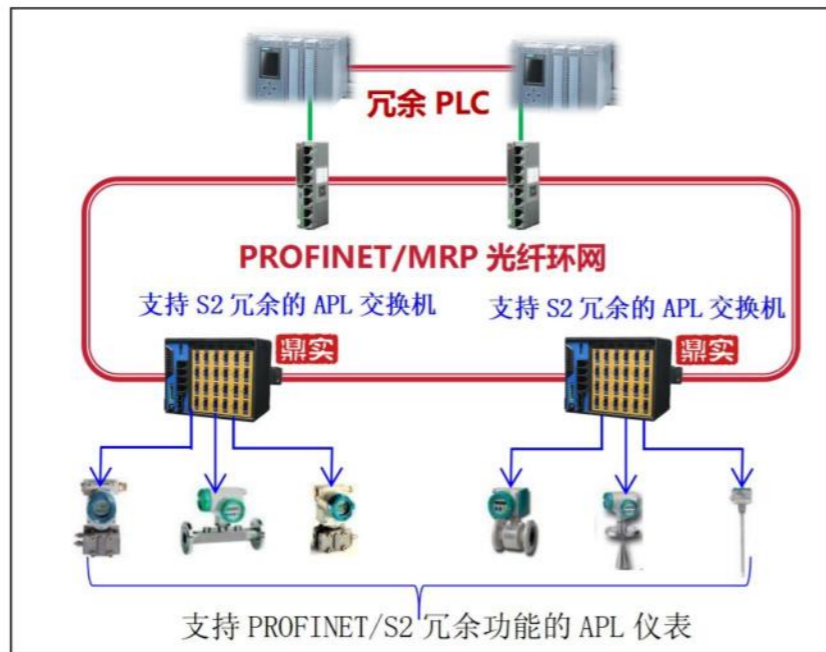 冗余 PLC
PROFINET/MRP 光纤环网
支持 S2 冗余的 APL 交换机
支持 S2 冗余的 APL 交换机
鼎实
鼎实
支持 PROFINET/S2 冗余功能的 APL 仪表